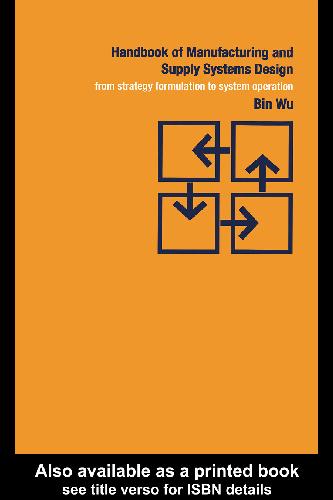 Handbook of Manufacturing and
Supply Systems Design
from strategy formulation to system operation
Bin Wu
Also available as a printed book
see title verso for ISBN details